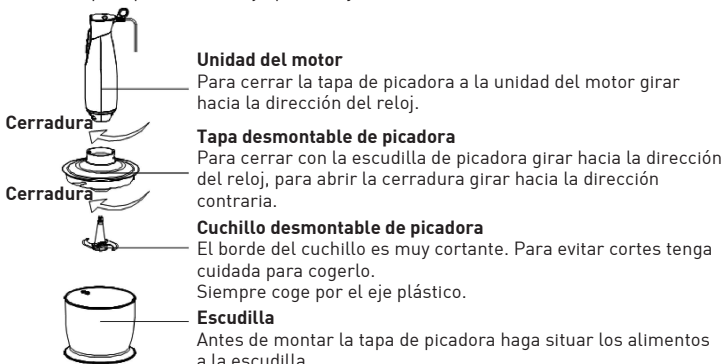 Unidad del motor
Para cerrar la tapa de picadora a la unidad del motor girar
hacia la dirección del reloj.
Cerradura
Tapa desmontable de picadora
Para cerrar con la escudilla de picadora girar hacia la dirección
del reloj, para abrir la cerradura girar hacia la dirección
contraria.
Cerradura
Cuchillo desmontable de picadora
El borde del cuchillo es muy cortante. Para evitar cortes tenga
cuidada para cogerlo.
Siempre coge por el eje plástico.
Escudilla
Antes de montar la tapa de picadora haga situar los alimentos
a la escudilla